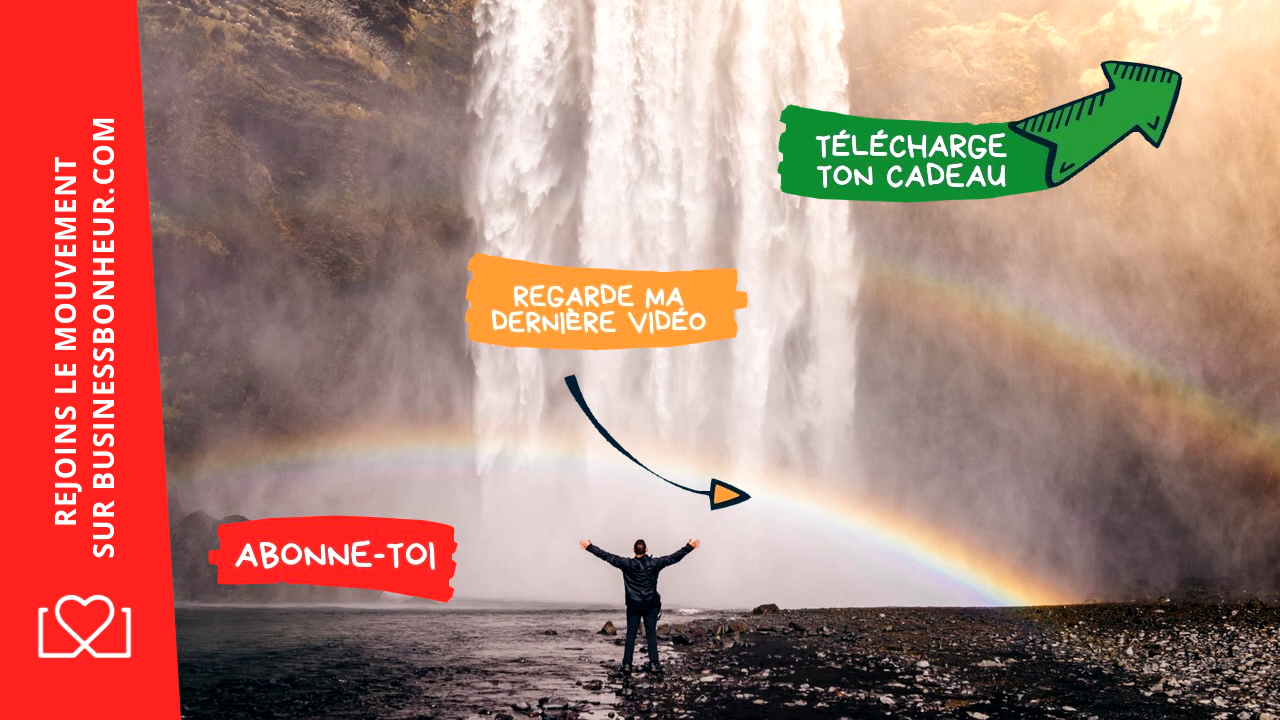 REJOINS LE MOUVEMENT
SUR BUSINESSBONHEUR.COM
TÉLÉCHARGE
TON CADEAU
REGARDE MA
DERNIÈRE VIDÉO
ABONNE-TOI